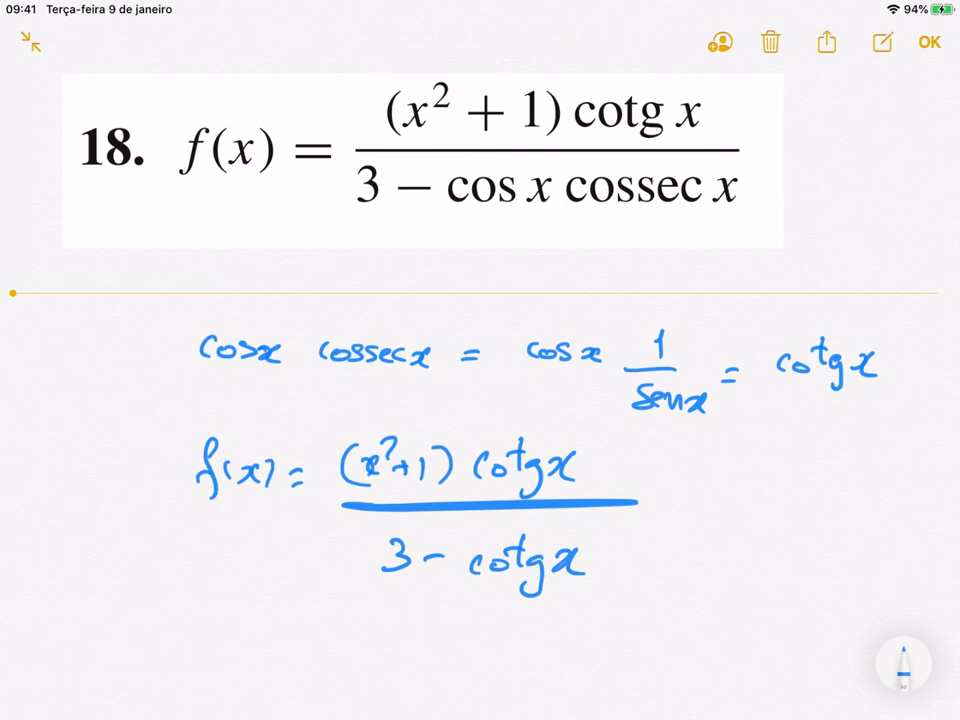 09:41 Terça-feira 9 de janeiro 94%
OK
18. f(x) = (x² + 1) cotg x / 3 − cos x cossec x
cosx cossecx = cosx 1/senx = cotgx
f(x) = (x²+1) cotgx / 3 - cotgx